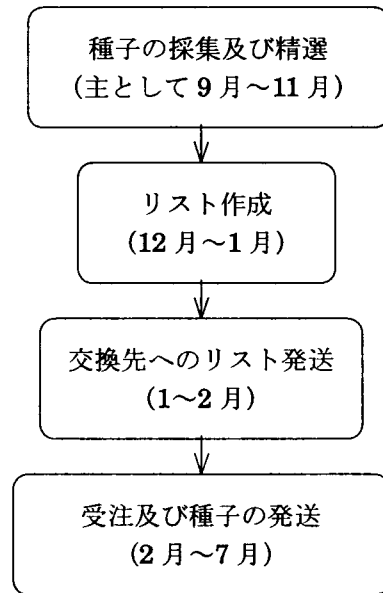 種子の採集及び精選
(主として9月～11月)
リスト作成
(12月～1月)
交換先へのリスト発送
(1～2月)
受注及び種子の発送
(2月～7月)